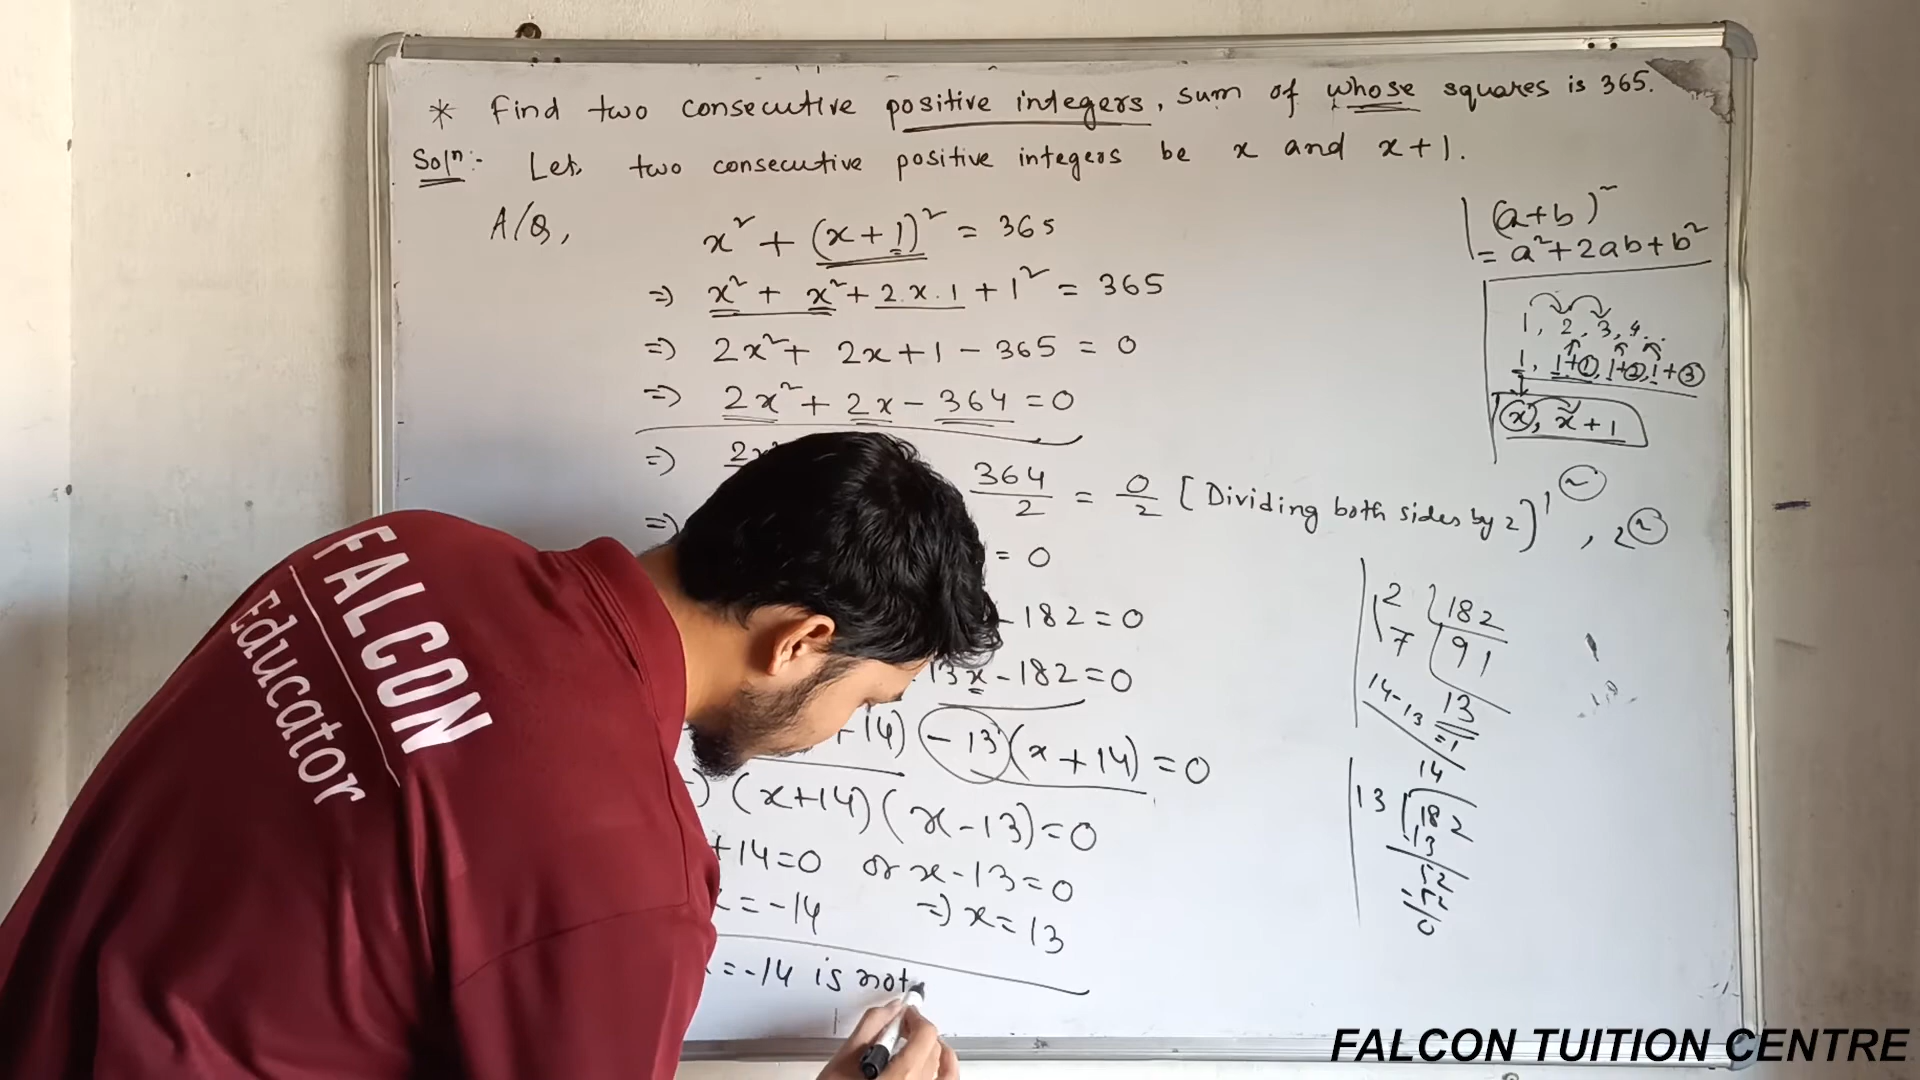 * Find two consecutive positive integers, sum of whose squares is 365.
Solⁿ:- Let, two consecutive positive integers be x and x+1.
A/Q,
x² + (x+1)² = 365
=> x² + x² + 2.x.1 + 1² = 365
=> 2x² + 2x + 1 - 365 = 0
=> 2x² + 2x - 364 = 0
=> 364/2 = 0/2 [Dividing both sides by 2]
=> = 0
- 182 = 0
13x - 182 = 0
+14) - 13(x+14) = 0
(x+14)(x-13) = 0
+14=0 or x-13=0
x = -14 => x = 13
x = -14 is not
(a+b)²
= a²+2ab+b²
1, 2, 3, 4..
1, 1+1, 1+2, 1+3
x, x+1
1², 2²
2 182
7 91
13
14-13=1
14
13 182
13
52
52
0
FALCON
Educator
FALCON TUITION CENTRE